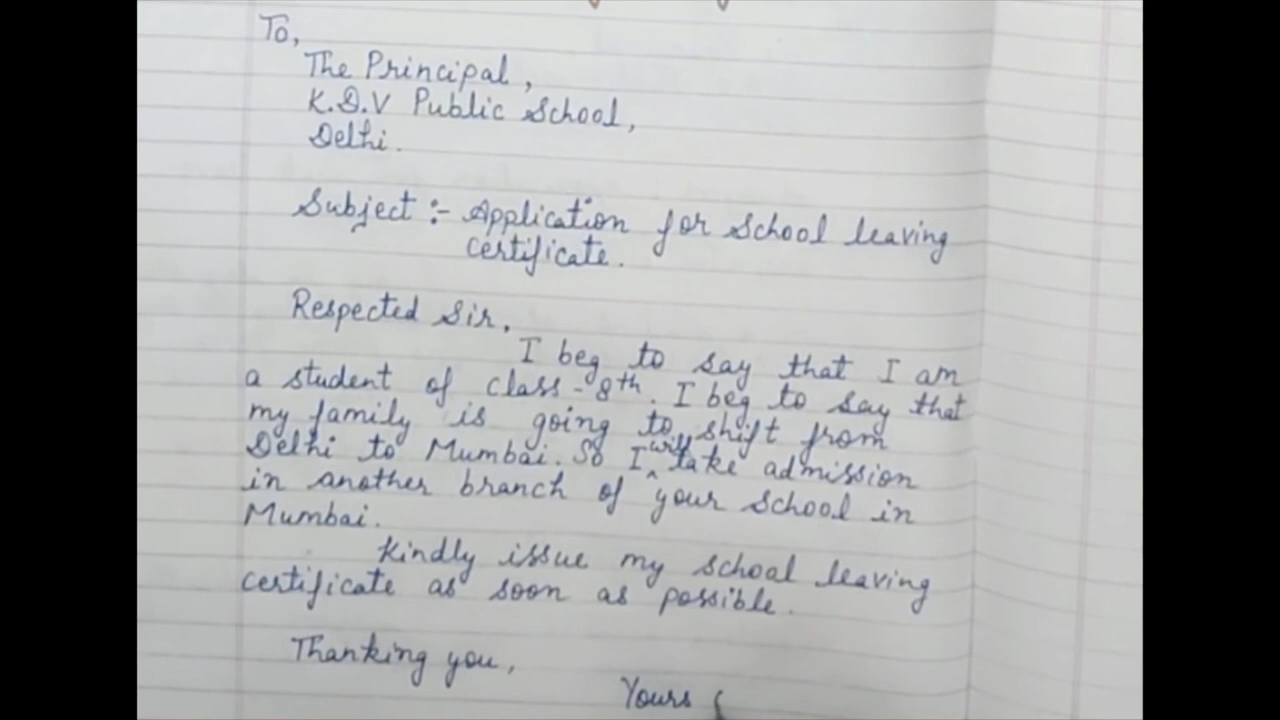 To,
The Principal,
K.D.V Public School,
Delhi.
Subject :- Application for School leaving
certificate.
Respected Sir,
I beg to say that I am
a student of class - 8th. I beg to say that
my family is going to shift from
Delhi to Mumbai. So I will take admission
in another branch of your School in
Mumbai.
Kindly issue my school leaving
certificate as soon as possible.
Thanking you,
Yours